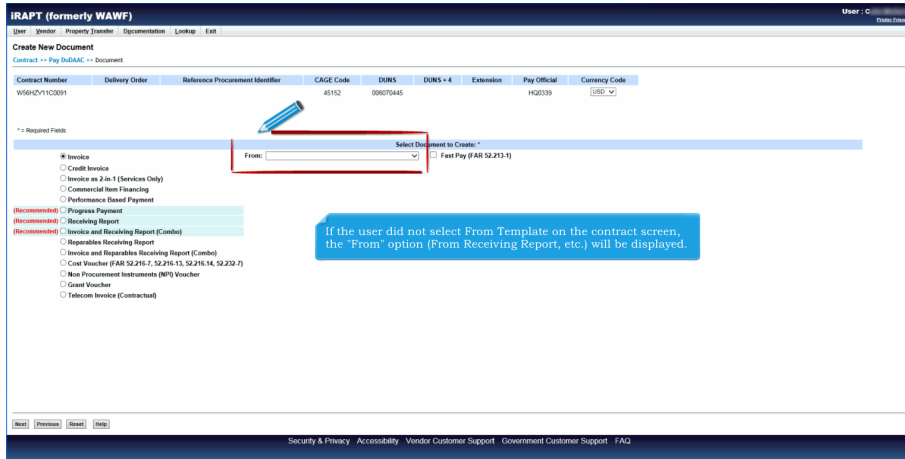 iRAPT (formerly WAWF)
User : C
Printer Frien
User Vendor Property Transfer Documentation Lookup Exit
Create New Document
Contract >> Pay DoDAAC >> Document
Contract Number Delivery Order Reference Procurement Identifier CAGE Code DUNS DUNS + 4 Extension Pay Official Currency Code
W56HZV11C0091 45152 006070445 HQ0339 USD
* = Required Fields
Select Document to Create: *
Invoice From: Fast Pay (FAR 52.213-1)
Credit Invoice
Invoice as 2-in-1 (Services Only)
Commercial Item Financing
Performance Based Payment
(Recommended) Progress Payment
(Recommended) Receiving Report
(Recommended) Invoice and Receiving Report (Combo)
Reparables Receiving Report
Invoice and Reparables Receiving Report (Combo)
Cost Voucher (FAR 52.216-7, 52.216-13, 52.216.14, 52.232-7)
Non Procurement Instruments (NPI) Voucher
Grant Voucher
Telecom Invoice (Contractual)
If the user did not select From Template on the contract screen,
the "From" option (From Receiving Report, etc.) will be displayed.
Next Previous Reset Help
Security & Privacy Accessibility Vendor Customer Support Government Customer Support FAQ